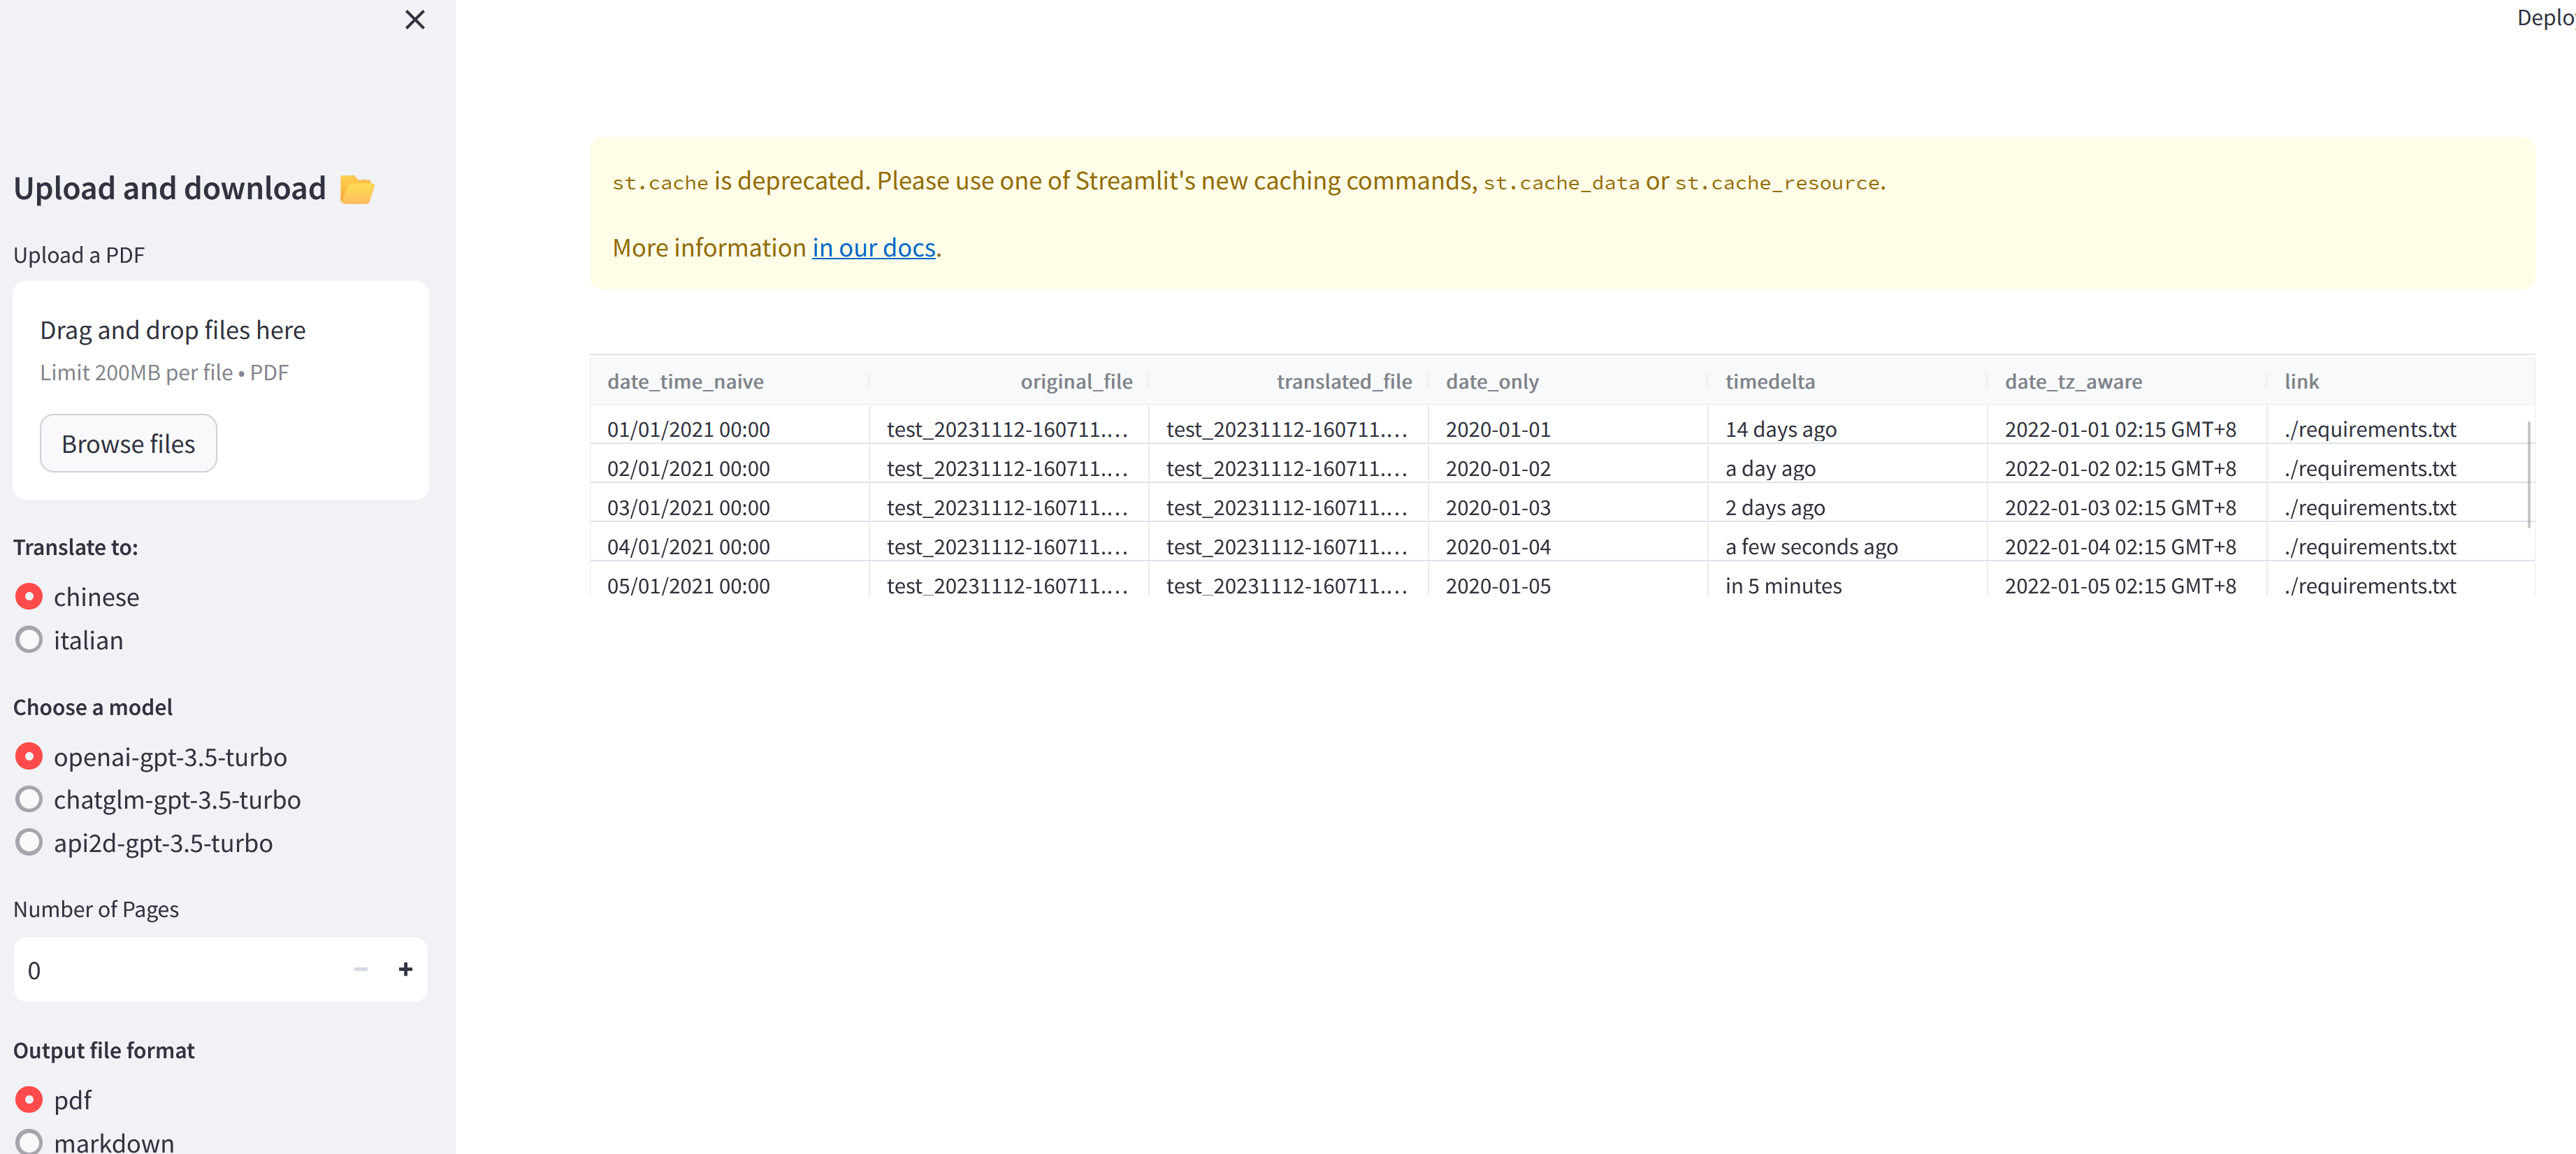 Deplo
Upload and download
Upload a PDF
Drag and drop files here
Limit 200MB per file • PDF
Browse files
Translate to:
chinese
italian
Choose a model
openai-gpt-3.5-turbo
chatglm-gpt-3.5-turbo
api2d-gpt-3.5-turbo
Number of Pages
0
Output file format
pdf
markdown
st.cache is deprecated. Please use one of Streamlit's new caching commands, st.cache_data or st.cache_resource.
More information in our docs.
date_time_naive original_file translated_file date_only timedelta date_tz_aware link
01/01/2021 00:00 test_20231112-160711.… test_20231112-160711.… 2020-01-01 14 days ago 2022-01-01 02:15 GMT+8 ./requirements.txt
02/01/2021 00:00 test_20231112-160711.… test_20231112-160711.… 2020-01-02 a day ago 2022-01-02 02:15 GMT+8 ./requirements.txt
03/01/2021 00:00 test_20231112-160711.… test_20231112-160711.… 2020-01-03 2 days ago 2022-01-03 02:15 GMT+8 ./requirements.txt
04/01/2021 00:00 test_20231112-160711.… test_20231112-160711.… 2020-01-04 a few seconds ago 2022-01-04 02:15 GMT+8 ./requirements.txt
05/01/2021 00:00 test_20231112-160711.… test_20231112-160711.… 2020-01-05 in 5 minutes 2022-01-05 02:15 GMT+8 ./requirements.txt